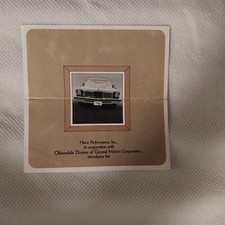 Hurst Performance, Inc.,
in cooperation with
Oldsmobile Division of General Motors Corporation,
introduces the